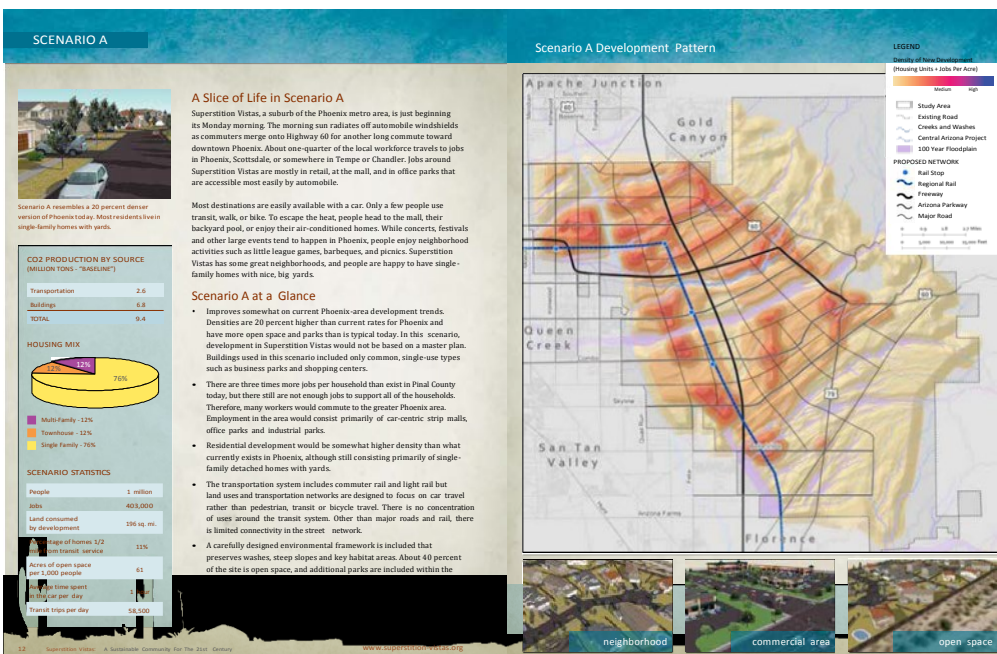 SCENARIO A
Scenario A resembles a 20 percent denser
version of Phoenix today. Most residents live in
single-family homes with yards.
CO2 PRODUCTION BY SOURCE
(MILLION TONS - "BASELINE")
Transportation 2.6
Buildings 6.8
TOTAL 9.4
HOUSING MIX
12%
12%
76%
Multi-Family - 12%
Townhouse - 12%
Single Family - 76%
SCENARIO STATISTICS
People 1 million
Jobs 403,000
Land consumed
by development 196 sq. mi.
of homes 1/2
from transit service 11%
Acres of open space
per 1,000 people 61
time spent
in the car per day 1
Transit trips per day 58,500
A Slice of Life in Scenario A
Superstition Vistas, a suburb of the Phoenix metro area, is just beginning
its Monday morning. The morning sun radiates off automobile windshields
as commuters merge onto Highway 60 for another long commute toward
downtown Phoenix. About one-quarter of the local workforce travels to jobs
in Phoenix, Scottsdale, or somewhere in Tempe or Chandler. Jobs around
Superstition Vistas are mostly in retail, at the mall, and in office parks that
are accessible most easily by automobile.
Most destinations are easily available with a car. Only a few people use
transit, walk, or bike. To escape the heat, people head to the mall, their
backyard pool, or enjoy their air-conditioned homes. While concerts, festivals
and other large events tend to happen in Phoenix, people enjoy neighborhood
activities such as little league games, barbeques, and picnics. Superstition
Vistas has some great neighborhoods, and people are happy to have single-
family homes with nice, big yards.
Scenario A at a Glance
• Improves somewhat on current Phoenix-area development trends.
Densities are 20 percent higher than current rates for Phoenix and
have more open space and parks than is typical today. In this scenario,
development in Superstition Vistas would not be based on a master plan.
Buildings used in this scenario included only common, single-use types
such as business parks and shopping centers.
• There are three times more jobs per household than exist in Pinal County
today, but there still are not enough jobs to support all of the households.
Therefore, many workers would commute to the greater Phoenix area.
Employment in the area would consist primarily of car-centric strip malls,
office parks and industrial parks.
• Residential development would be somewhat higher density than what
currently exists in Phoenix, although still consisting primarily of single-
family detached homes with yards.
• The transportation system includes commuter rail and light rail but
land uses and transportation networks are designed to focus on car travel
rather than pedestrian, transit or bicycle travel. There is no concentration
of uses around the transit system. Other than major roads and rail, there
is limited connectivity in the street network.
• A carefully designed environmental framework is included that
preserves washes, steep slopes and key habitat areas. About 40 percent
of the site is open space, and additional parks are included within the
12 Superstition Vistas A Sustainable Community For The 21st Century
www.superstition-vistas.org
Scenario A Development Pattern
LEGEND
Density of New Development
(Housing Units + Jobs Per Acre)
Medium High
Study Area
Existing Road
Creeks and Washes
Central Arizona Project
100 Year Floodplain
PROPOSED NETWORK
Rail Stop
Regional Rail
Freeway
Arizona Parkway
Major Road
Apache Junction
Southern
60
Gold
Canyon
60
60
Queen
Creek
Combs
79
Skyline
San Tan
Valley
Arizona Farms
Florence
neighborhood
commercial area
open space